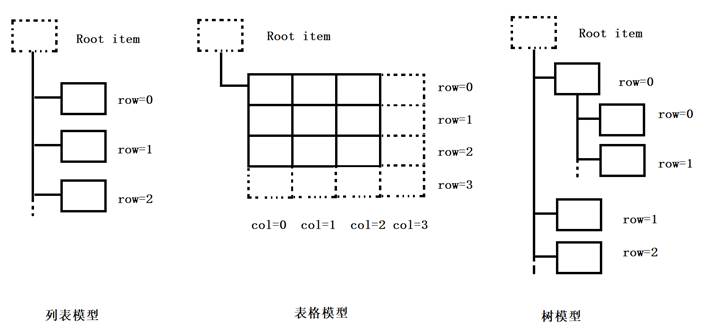 Root item
row=0
row=1
row=2
列表模型
Root item
row=0
row=1
row=2
row=3
col=0 col=1 col=2 col=3
表格模型
Root item
row=0
row=0
row=1
row=1
row=2
树模型